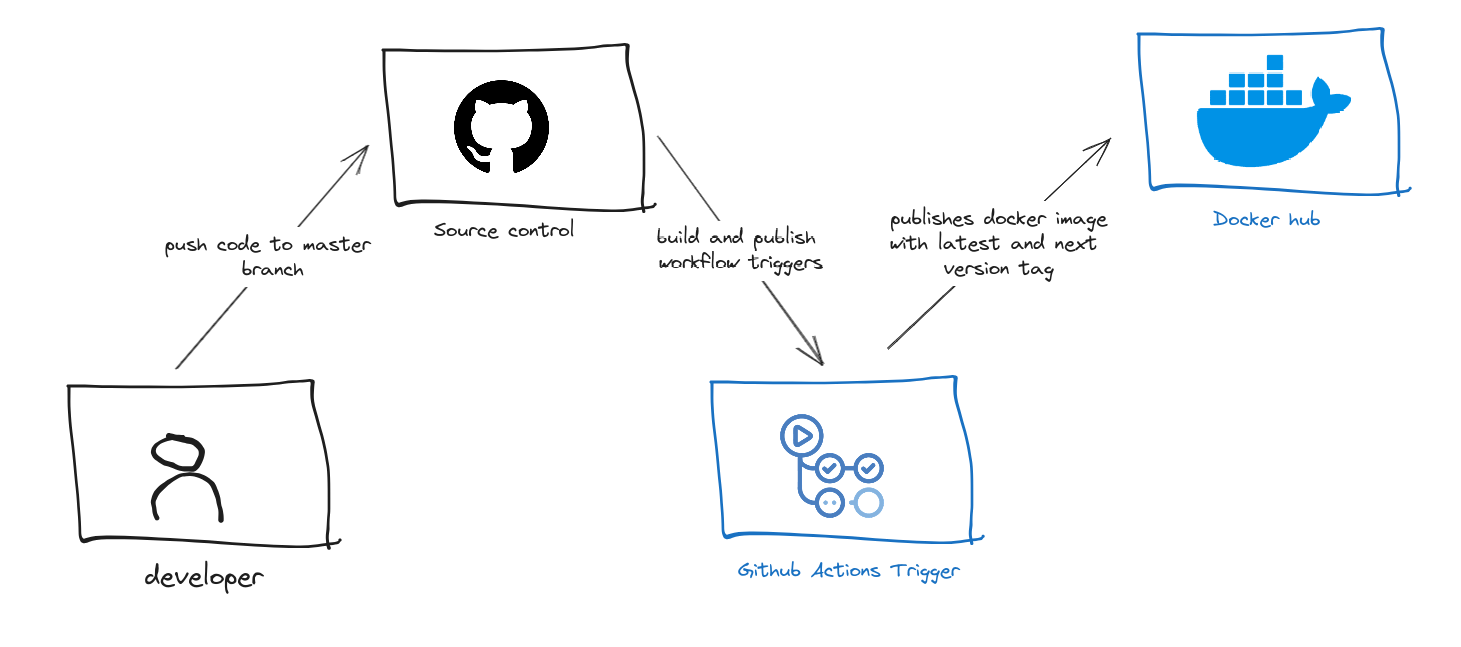 Source control
Docker hub
push code to master
branch
build and publish
workflow triggers
publishes docker image
with latest and next
version tag
developer
Github Actions Trigger